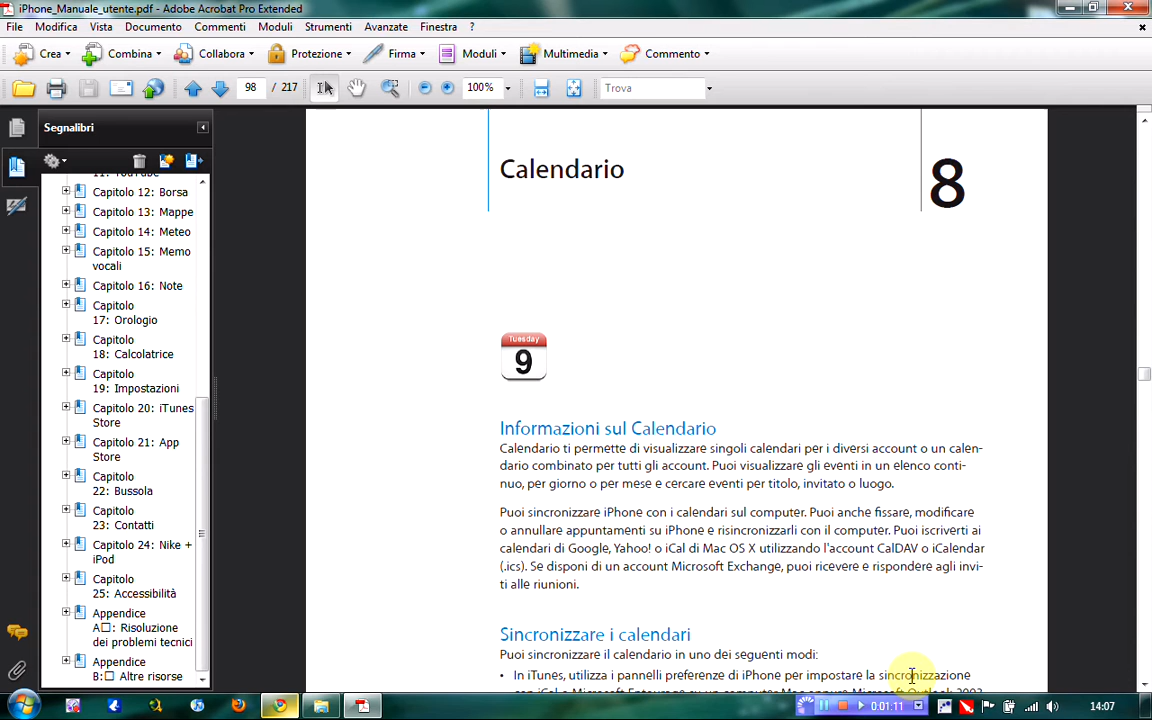 iPhone_Manuale_utente.pdf - Adobe Acrobat Pro Extended
File Modifica Vista Documento Commenti Moduli Strumenti Avanzate Finestra ?
Crea Combina Collabora Protezione Firma Moduli Multimedia Commento
98 / 217 100% Trova
Segnalibri
Capitolo 12: Borsa
Capitolo 13: Mappe
Capitolo 14: Meteo
Capitolo 15: Memo
vocali
Capitolo 16: Note
Capitolo
17: Orologio
Capitolo
18: Calcolatrice
Capitolo
19: Impostazioni
Capitolo 20: iTunes
Store
Capitolo 21: App
Store
Capitolo
22: Bussola
Capitolo
23: Contatti
Capitolo 24: Nike +
iPod
Capitolo
25: Accessibilità
Appendice
A□: Risoluzione
dei problemi tecnici
Appendice
B:□ Altre risorse
Calendario
8
Tuesday
9
Informazioni sul Calendario
Calendario ti permette di visualizzare singoli calendari per i diversi account o un calen-
dario combinato per tutti gli account. Puoi visualizzare gli eventi in un elenco conti-
nuo, per giorno o per mese e cercare eventi per titolo, invitato o luogo.
Puoi sincronizzare iPhone con i calendari sul computer. Puoi anche fissare, modificare
o annullare appuntamenti su iPhone e risincronizzarli con il computer. Puoi iscriverti ai
calendari di Google, Yahoo! o iCal di Mac OS X utilizzando l'account CalDAV o iCalendar
(.ics). Se disponi di un account Microsoft Exchange, puoi ricevere e rispondere agli invi-
ti alle riunioni.
Sincronizzare i calendari
Puoi sincronizzare il calendario in uno dei seguenti modi:
• In iTunes, utilizza i pannelli preferenze di iPhone per impostare la sincronizzazione
0:01:11
14:07